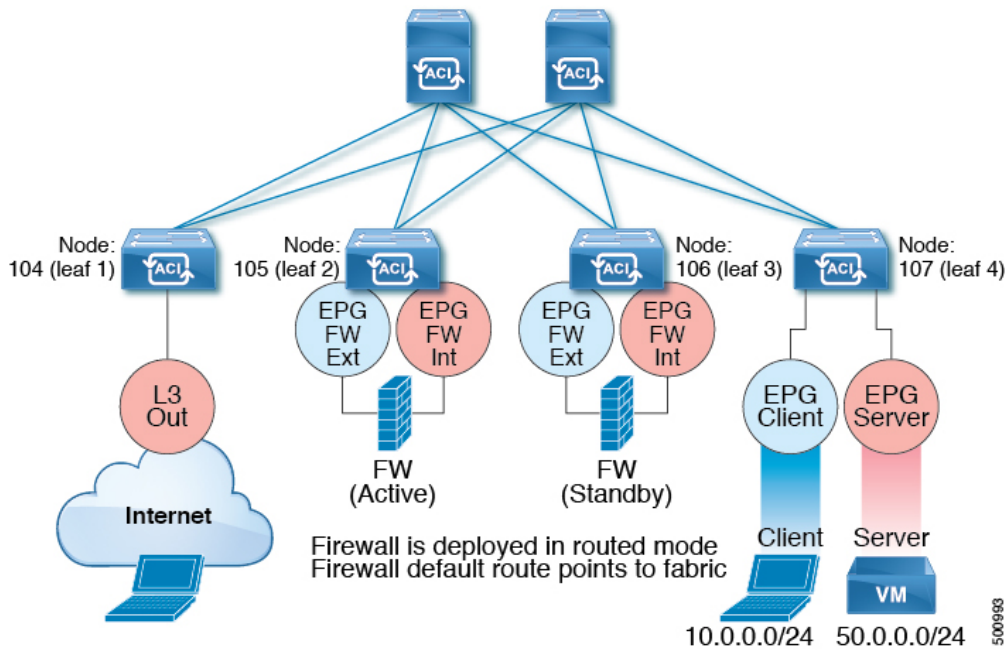 ACI
ACI
Node:
104 (leaf 1)
ACI
Node:
105 (leaf 2)
ACI
ACI
Node:
106 (leaf 3)
ACI
Node:
107 (leaf 4)
EPG
FW
Ext
EPG
FW
Int
EPG
FW
Ext
EPG
FW
Int
L3
Out
EPG
Client
EPG
Server
FW
(Active)
FW
(Standby)
Internet
Firewall is deployed in routed mode
Firewall default route points to fabric
Client
Server
VM
10.0.0.0/24
50.0.0.0/24
500993